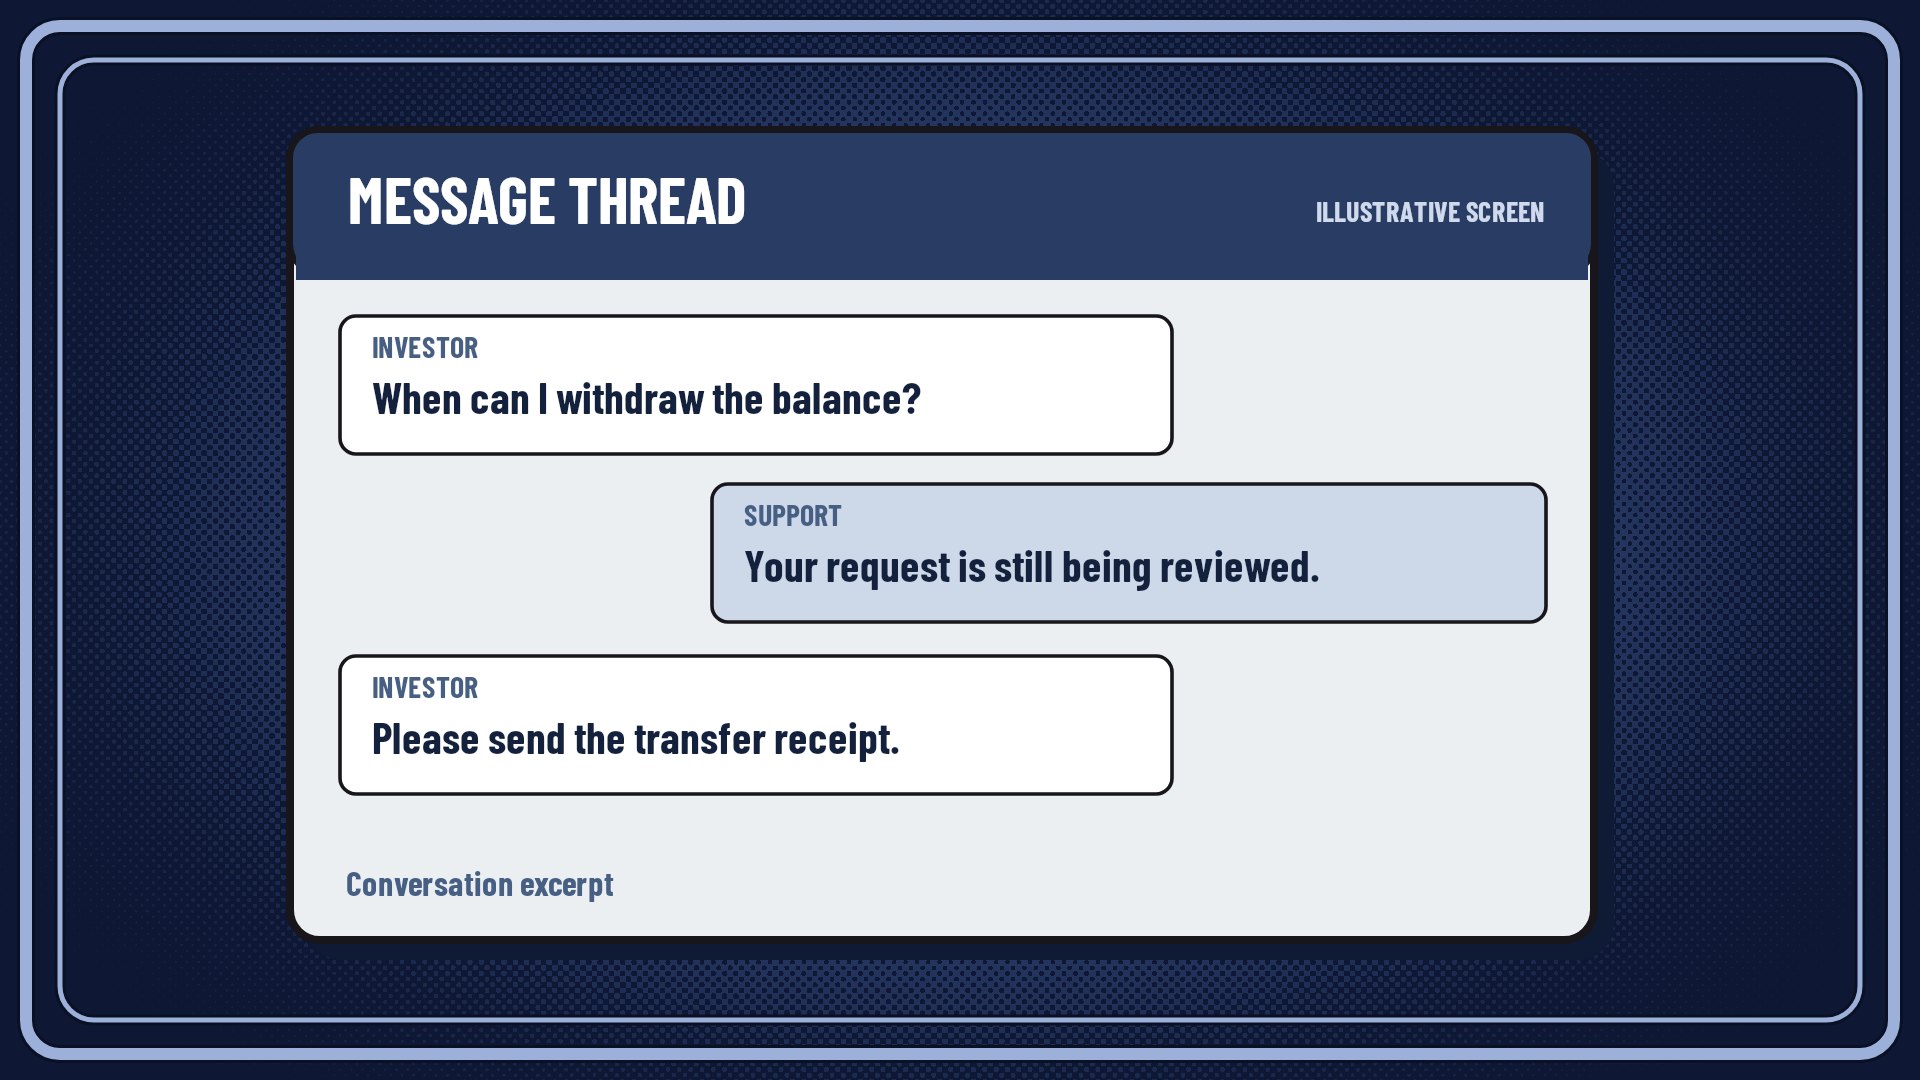 MESSAGE THREAD
ILLUSTRATIVE SCREEN
INVESTOR
When can I withdraw the balance?
SUPPORT
Your request is still being reviewed.
INVESTOR
Please send the transfer receipt.
Conversation excerpt